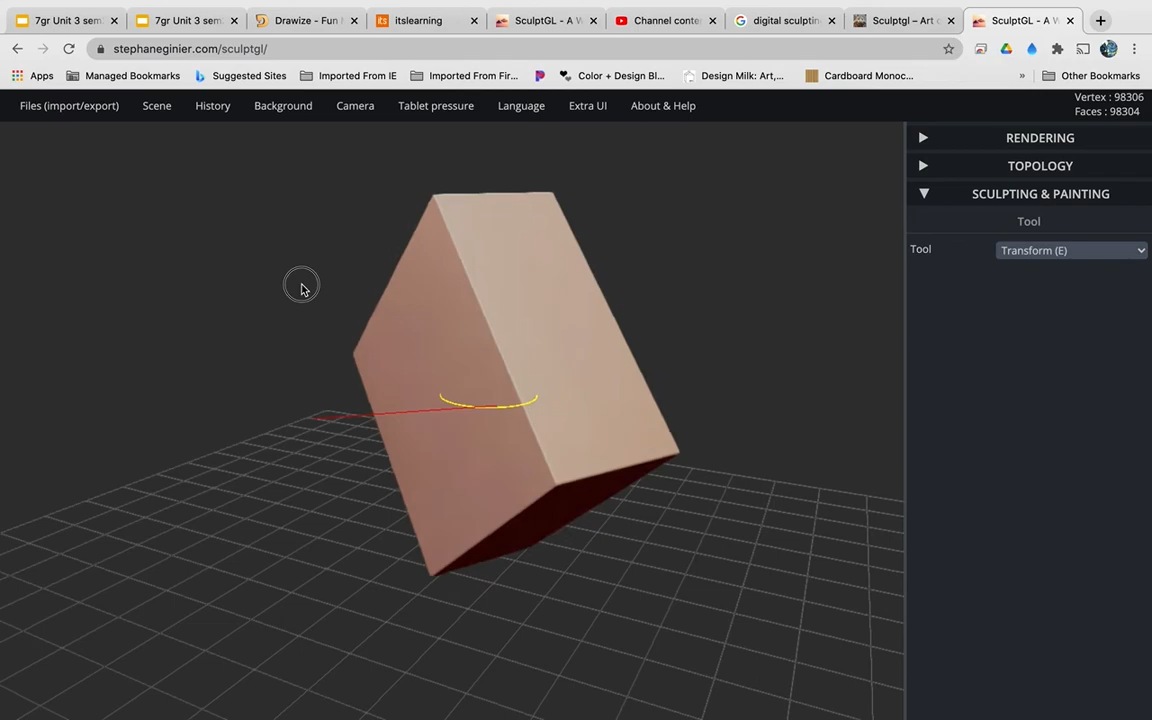 7gr Unit 3 sem
7gr Unit 3 sem
Drawize - Fun
itslearning
SculptGL - A W
Channel conte
digital sculptin
Sculptgl – Art o
SculptGL - A W
stephaneginier.com/sculptgl/
Apps
Managed Bookmarks
Suggested Sites
Imported From IE
Imported From Fir...
Color + Design Bl...
Design Milk: Art,...
Cardboard Monoc...
»
Other Bookmarks
Files (import/export)
Scene
History
Background
Camera
Tablet pressure
Language
Extra UI
About & Help
Vertex : 98306
Faces : 98304
RENDERING
TOPOLOGY
SCULPTING & PAINTING
Tool
Tool
Transform (E)